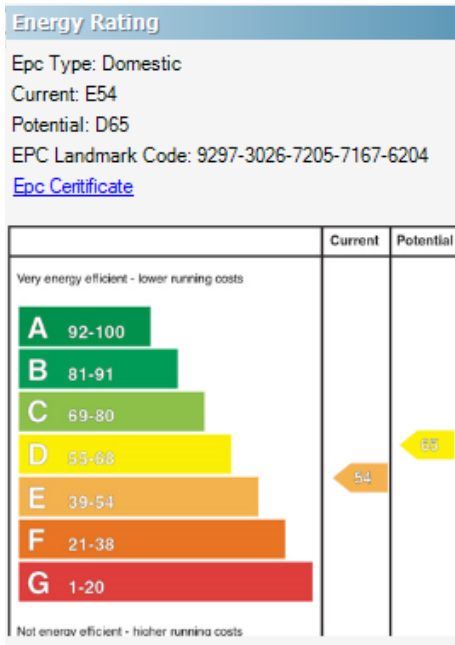 Energy Rating
Epc Type: Domestic
Current: E54
Potential: D65
EPC Landmark Code: 9297-3026-7205-7167-6204
Epc Ceritificate
Current Potential
Very energy efficient - lower running costs
A 92-100
B 81-91
C 69-80
D 55-68
65
E 39-54
54
F 21-38
G 1-20
Not energy efficient - higher running costs